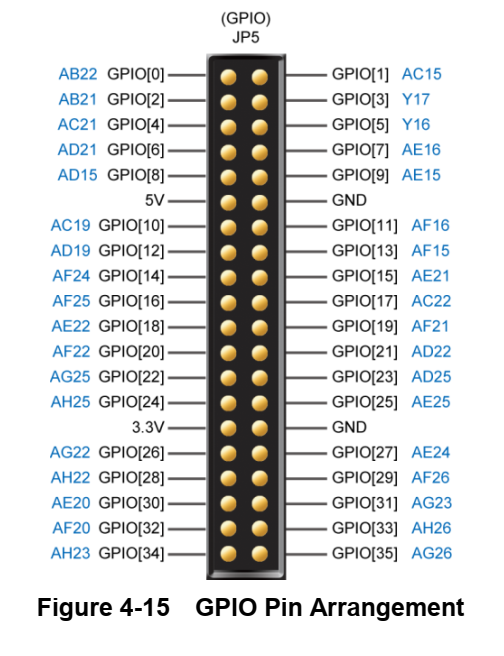 (GPIO)
JP5
AB22 GPIO[0] GPIO[1] AC15
AB21 GPIO[2] GPIO[3] Y17
AC21 GPIO[4] GPIO[5] Y16
AD21 GPIO[6] GPIO[7] AE16
AD15 GPIO[8] GPIO[9] AE15
5V GND
AC19 GPIO[10] GPIO[11] AF16
AD19 GPIO[12] GPIO[13] AF15
AF24 GPIO[14] GPIO[15] AE21
AF25 GPIO[16] GPIO[17] AC22
AE22 GPIO[18] GPIO[19] AF21
AF22 GPIO[20] GPIO[21] AD22
AG25 GPIO[22] GPIO[23] AD25
AH25 GPIO[24] GPIO[25] AE25
3.3V GND
AG22 GPIO[26] GPIO[27] AE24
AH22 GPIO[28] GPIO[29] AF26
AE20 GPIO[30] GPIO[31] AG23
AF20 GPIO[32] GPIO[33] AH26
AH23 GPIO[34] GPIO[35] AG26
Figure 4-15 GPIO Pin Arrangement